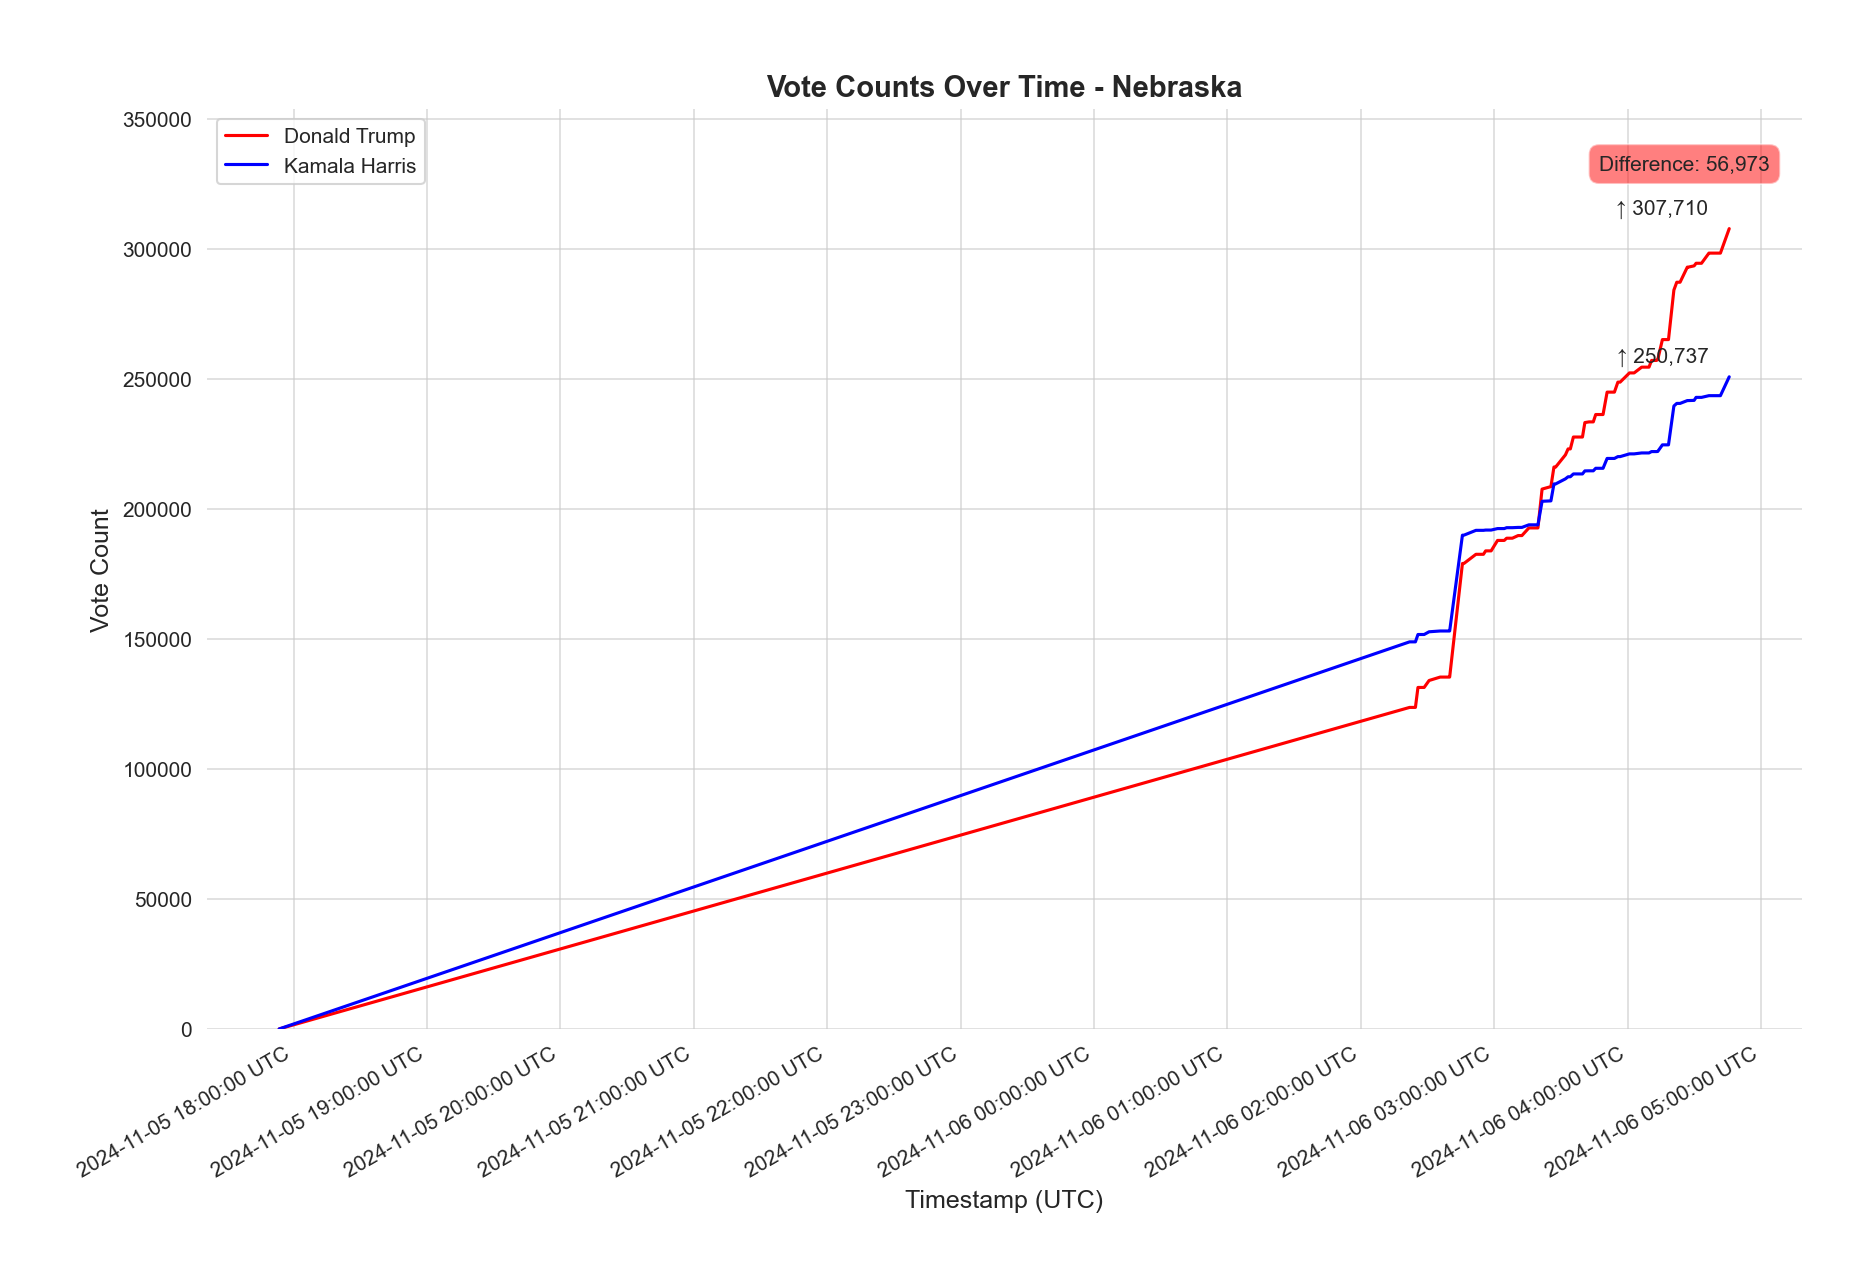 Vote Counts Over Time - Nebraska
350000
300000
250000
200000
150000
100000
50000
0
Vote Count
Donald Trump
Kamala Harris
Difference: 56,973
↑ 307,710
↑ 250,737
2024-11-05 18:00:00 UTC
2024-11-05 19:00:00 UTC
2024-11-05 20:00:00 UTC
2024-11-05 21:00:00 UTC
2024-11-05 22:00:00 UTC
2024-11-05 23:00:00 UTC
2024-11-06 00:00:00 UTC
2024-11-06 01:00:00 UTC
2024-11-06 02:00:00 UTC
2024-11-06 03:00:00 UTC
2024-11-06 04:00:00 UTC
2024-11-06 05:00:00 UTC
Timestamp (UTC)